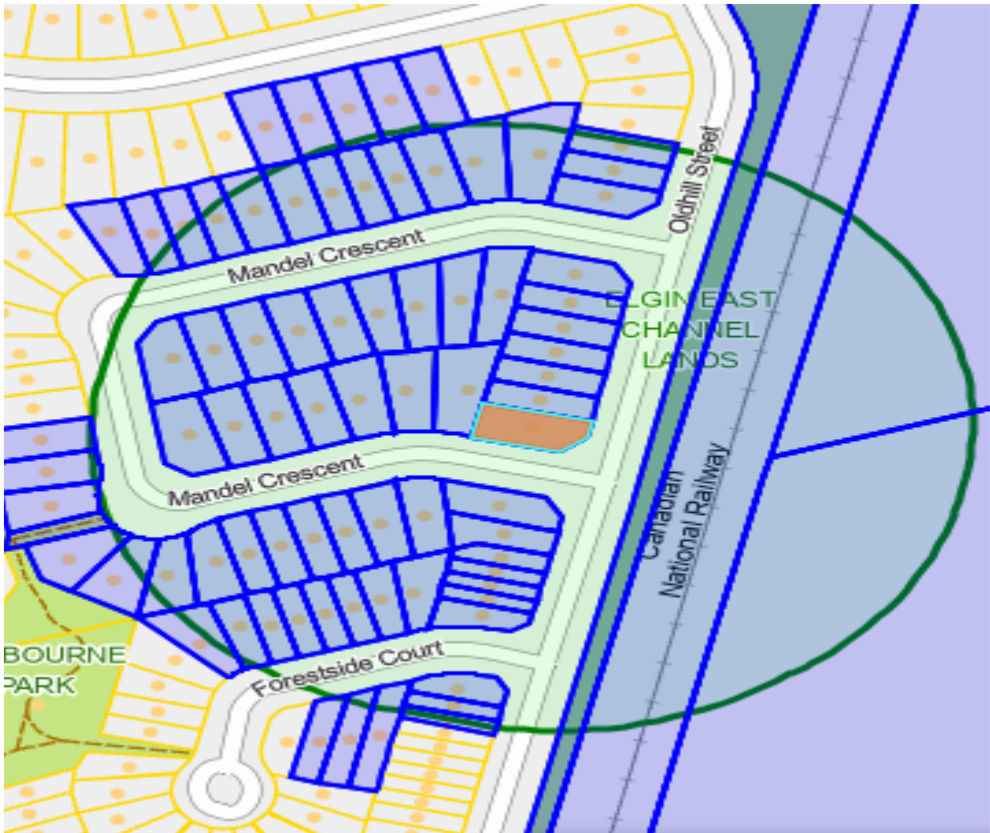 Oldhill Street
Mandel Crescent
ELGIN EAST
CHANNEL
LANDS
Mandel Crescent
Canadian
National Railway
Forestside Court
BOURNE
PARK